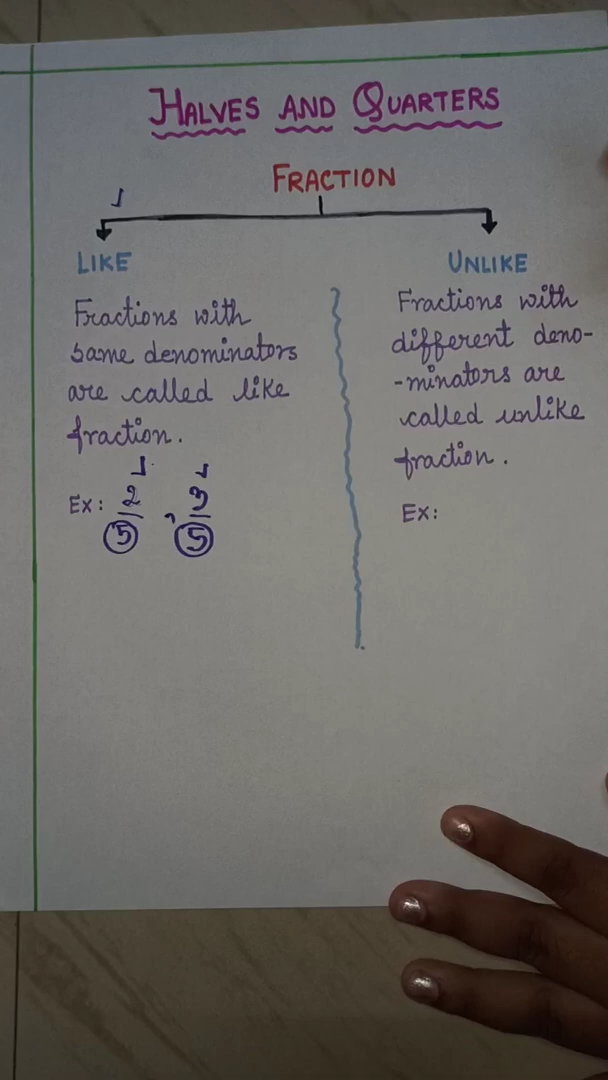 HALVES AND QUARTERS
FRACTION
LIKE
Fractions with
same denominators
are called like
fraction.
Ex: 2/5 , 3/5
UNLIKE
Fractions with
different deno-
-minators are
called unlike
fraction.
Ex: